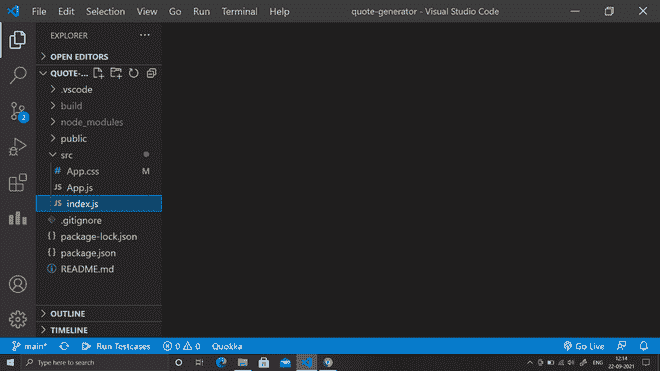 File Edit Selection View Go Run Terminal Help quote-generator - Visual Studio Code
EXPLORER ...
OPEN EDITORS
QUOTE-...
.vscode
build
node_modules
public
src
# App.css M
JS App.js
JS index.js
.gitignore
{} package-lock.json
{} package.json
README.md
OUTLINE
TIMELINE
2
main* Run Testcases 0 0 Quokka Go Live
Type here to search
ENG
12:14
22-09-2021